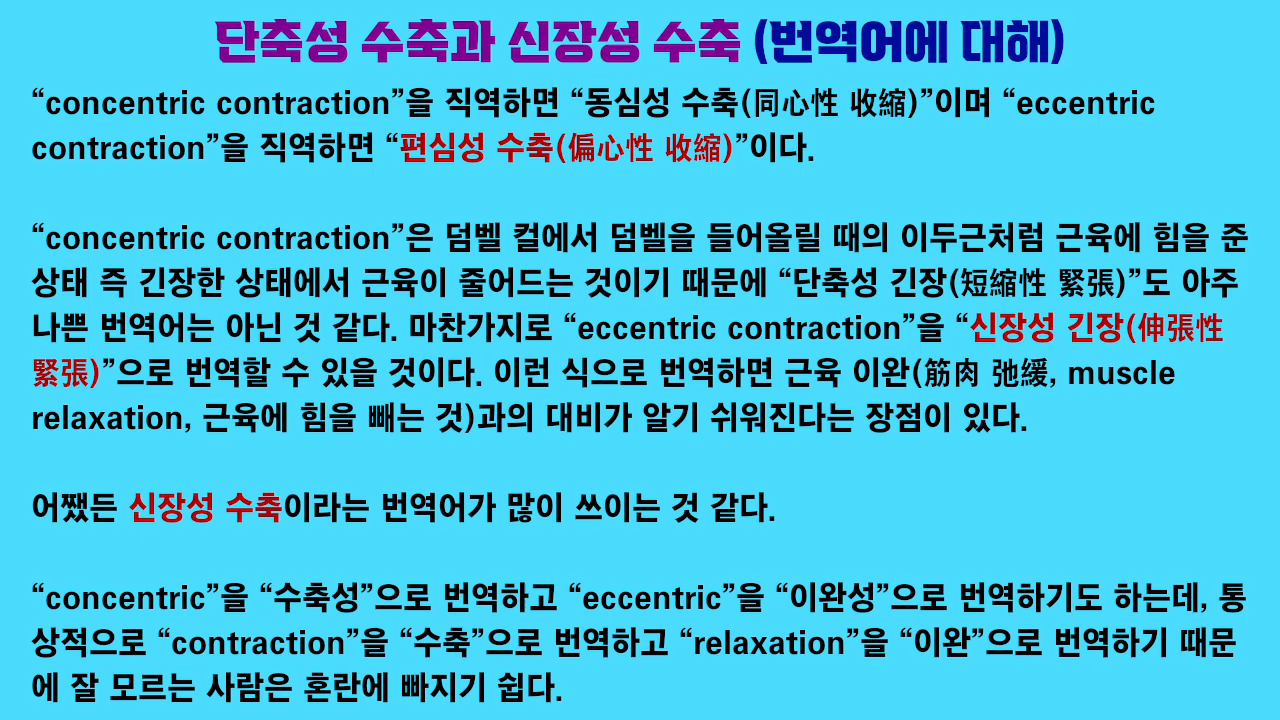 단축성 수축과 신장성 수축 (번역어에 대해)
“concentric contraction”을 직역하면 “동심성 수축(同心性 收縮)”이며 “eccentric
contraction”을 직역하면 “편심성 수축(偏心性 收縮)”이다.
“concentric contraction”은 덤벨 컬에서 덤벨을 들어올릴 때의 이두근처럼 근육에 힘을 준
상태 즉 긴장한 상태에서 근육이 줄어드는 것이기 때문에 “단축성 긴장(短縮性 緊張)”도 아주
나쁜 번역어는 아닌 것 같다. 마찬가지로 “eccentric contraction”을 “신장성 긴장(伸張性
緊張)”으로 번역할 수 있을 것이다. 이런 식으로 번역하면 근육 이완(筋肉 弛緩, muscle
relaxation, 근육에 힘을 빼는 것)과의 대비가 알기 쉬워진다는 장점이 있다.
어쨌든 신장성 수축이라는 번역어가 많이 쓰이는 것 같다.
“concentric”을 “수축성”으로 번역하고 “eccentric”을 “이완성”으로 번역하기도 하는데, 통
상적으로 “contraction”을 “수축”으로 번역하고 “relaxation”을 “이완”으로 번역하기 때문
에 잘 모르는 사람은 혼란에 빠지기 쉽다.